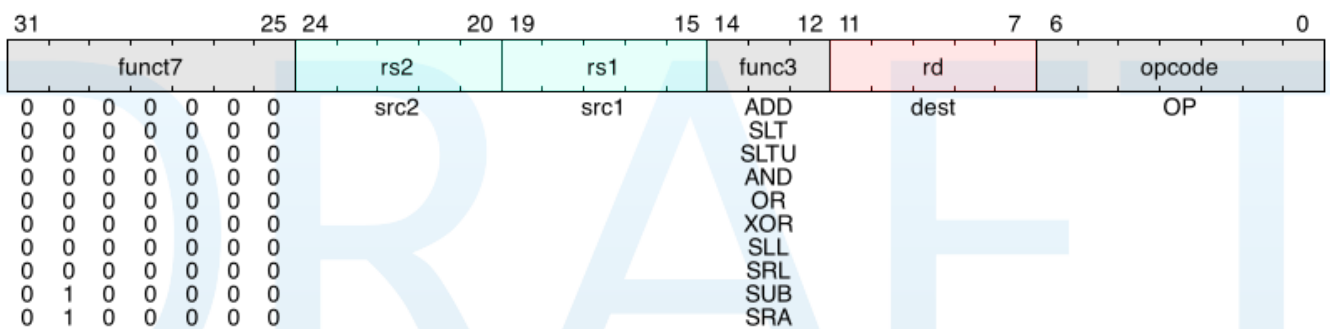 31 25 24 20 19 15 14 12 11 7 6 0
funct7 rs2 rs1 func3 rd opcode
0 0 0 0 0 0 0 src2 src1 ADD dest OP
0 0 0 0 0 0 0 SLT
0 0 0 0 0 0 0 SLTU
0 0 0 0 0 0 0 AND
0 0 0 0 0 0 0 OR
0 0 0 0 0 0 0 XOR
0 0 0 0 0 0 0 SLL
0 0 0 0 0 0 0 SRL
0 1 0 0 0 0 0 SUB
0 1 0 0 0 0 0 SRA
DRAFT